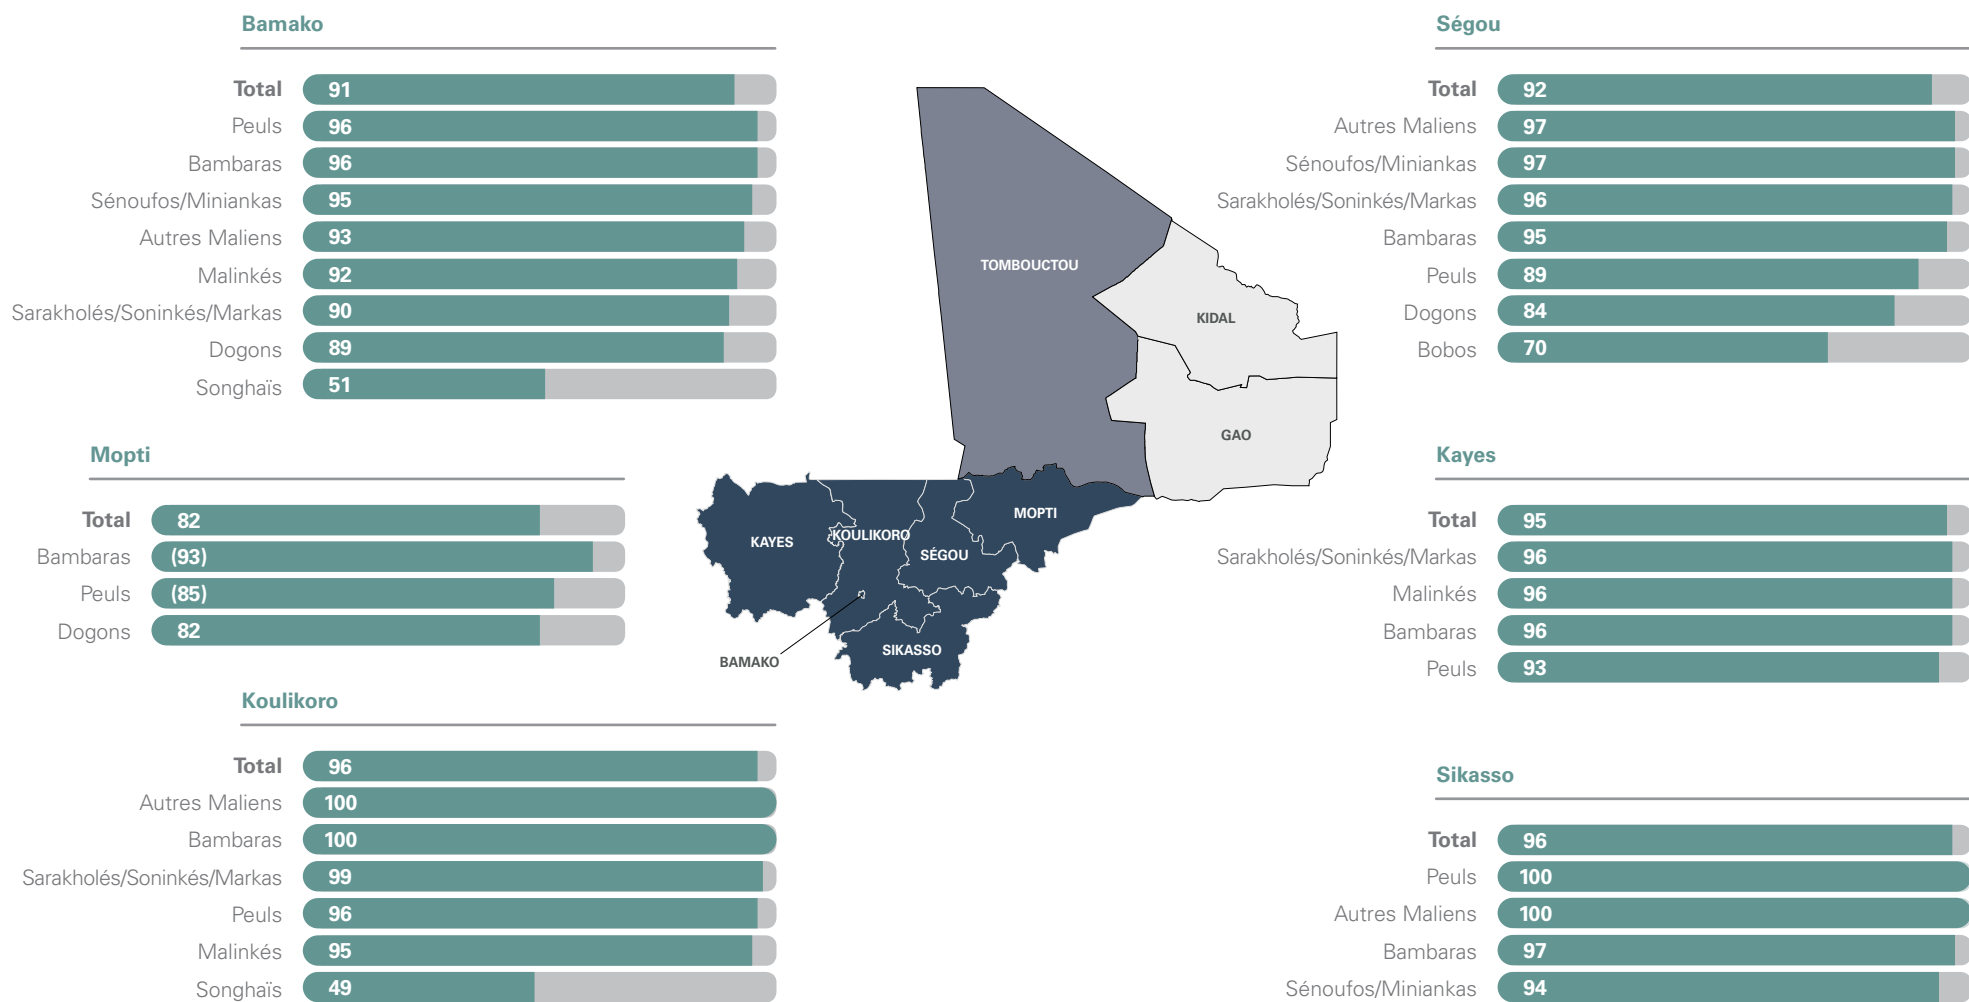 Bamako
Total 91
Peuls 96
Bambaras 96
Sénoufos/Miniankas 95
Autres Maliens 93
Malinkés 92
Sarakholés/Soninkés/Markas 90
Dogons 89
Songhaïs 51
Mopti
Total 82
Bambaras (93)
Peuls (85)
Dogons 82
Koulikoro
Total 96
Autres Maliens 100
Bambaras 100
Sarakholés/Soninkés/Markas 99
Peuls 96
Malinkés 95
Songhaïs 49
TOMBOUCTOU
KIDAL
GAO
MOPTI
KAYES
KOULIKORO
SÉGOU
SIKASSO
BAMAKO
Ségou
Total 92
Autres Maliens 97
Sénoufos/Miniankas 97
Sarakholés/Soninkés/Markas 96
Bambaras 95
Peuls 89
Dogons 84
Bobos 70
Kayes
Total 95
Sarakholés/Soninkés/Markas 96
Malinkés 96
Bambaras 96
Peuls 93
Sikasso
Total 96
Peuls 100
Autres Maliens 100
Bambaras 97
Sénoufos/Miniankas 94